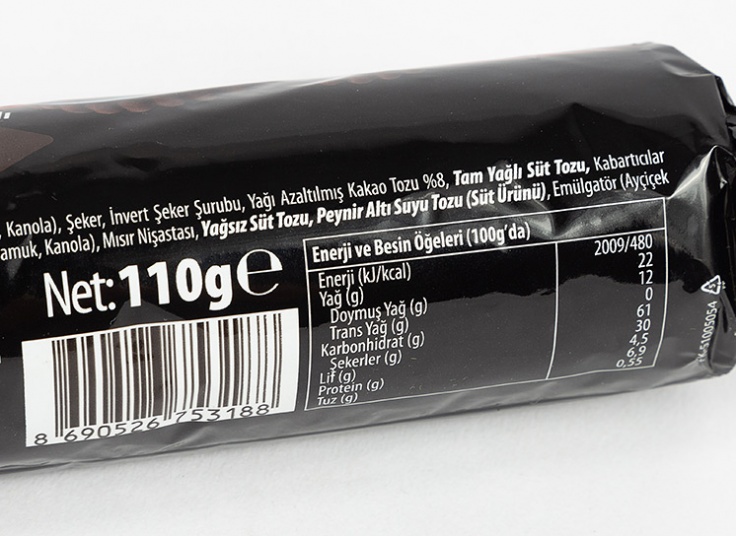 Kanola), Şeker, İnvert Şeker Şurubu, Yağı Azaltılmış Kakao Tozu %8, Tam Yağlı Süt Tozu, Kabartıcılar
amuk, Kanola), Mısır Nişastası, Yağsız Süt Tozu, Peynir Altı Suyu Tozu (Süt Ürünü), Emülgatör (Ayçiçek
Net:110g℮
Enerji ve Besin Öğeleri (100g'da)
Enerji (kJ/kcal) 2009/480
Yağ (g) 22
Doymuş Yağ (g) 12
Trans Yağ (g) 0
Karbonhidrat (g) 61
Şekerler (g) 30
Lif (g) 4,5
Protein (g) 6,9
Tuz (g) 0,55
8 690526 753188